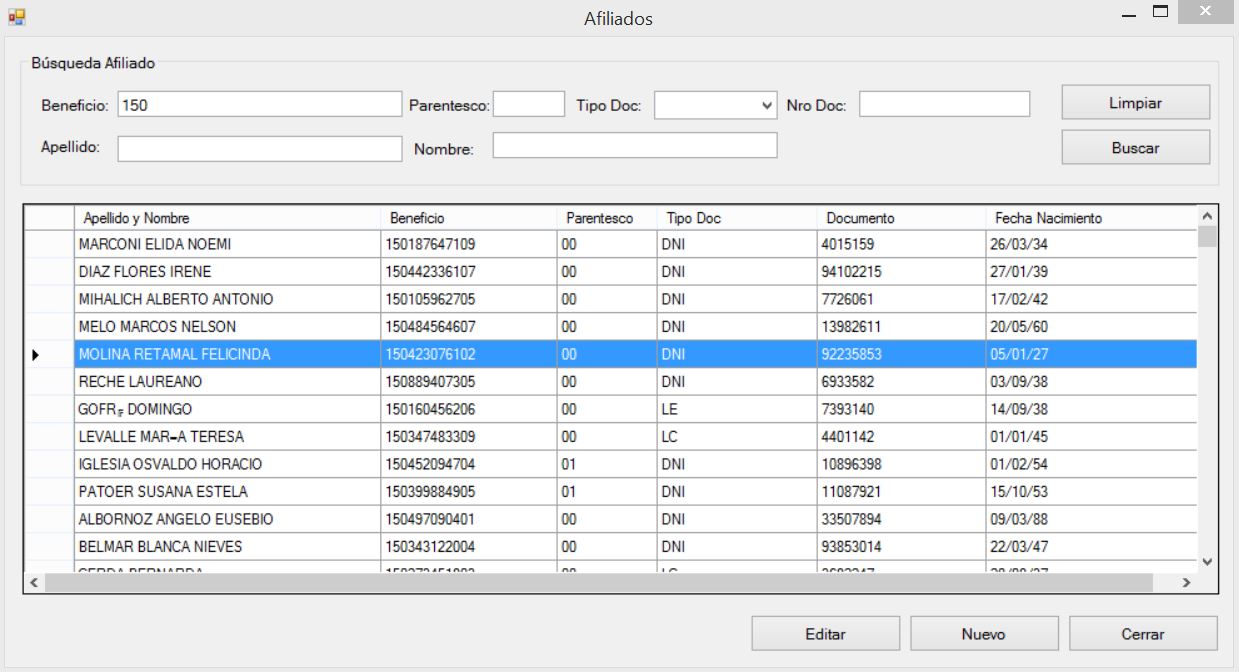 Afiliados
Búsqueda Afiliado
Beneficio: 150 Parentesco: Tipo Doc: Nro Doc: Limpiar
Apellido: Nombre: Buscar
Apellido y Nombre Beneficio Parentesco Tipo Doc Documento Fecha Nacimiento
MARCONI ELIDA NOEMI 150187647109 00 DNI 4015159 26/03/34
DIAZ FLORES IRENE 150442336107 00 DNI 94102215 27/01/39
MIHALICH ALBERTO ANTONIO 150105962705 00 DNI 7726061 17/02/42
MELO MARCOS NELSON 150484564607 00 DNI 13982611 20/05/60
MOLINA RETAMAL FELICINDA 150423076102 00 DNI 92235853 05/01/27
RECHE LAUREANO 150889407305 00 DNI 6933582 03/09/38
GOFR╔ DOMINGO 150160456206 00 LE 7393140 14/09/38
LEVALLE MAR═A TERESA 150347483309 00 LC 4401142 01/01/45
IGLESIA OSVALDO HORACIO 150452094704 01 DNI 10896398 01/02/54
PATOER SUSANA ESTELA 150399884905 01 DNI 11087921 15/10/53
ALBORNOZ ANGELO EUSEBIO 150497090401 00 DNI 33507894 09/03/88
BELMAR BLANCA NIEVES 150343122004 00 DNI 93853014 22/03/47
Editar Nuevo Cerrar